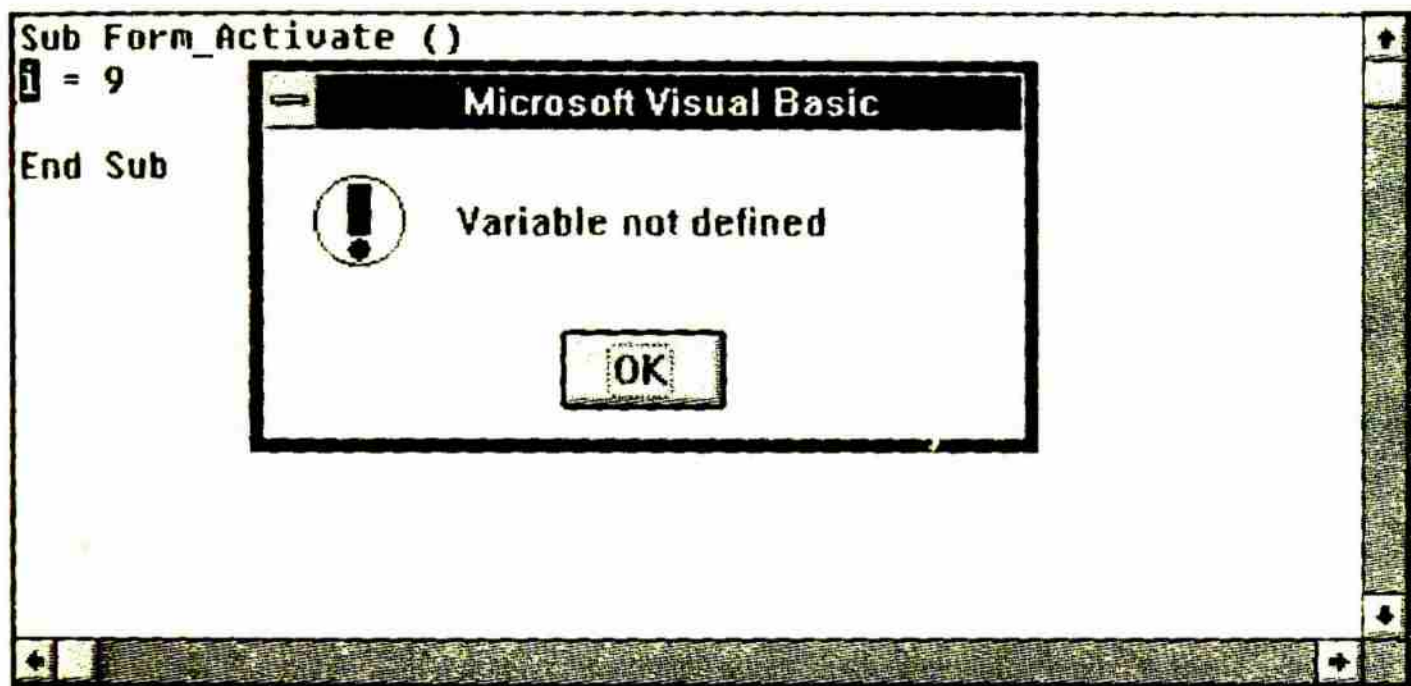 Sub Form_Activate ()
i = 9
End Sub
Microsoft Visual Basic
Variable not defined
OK